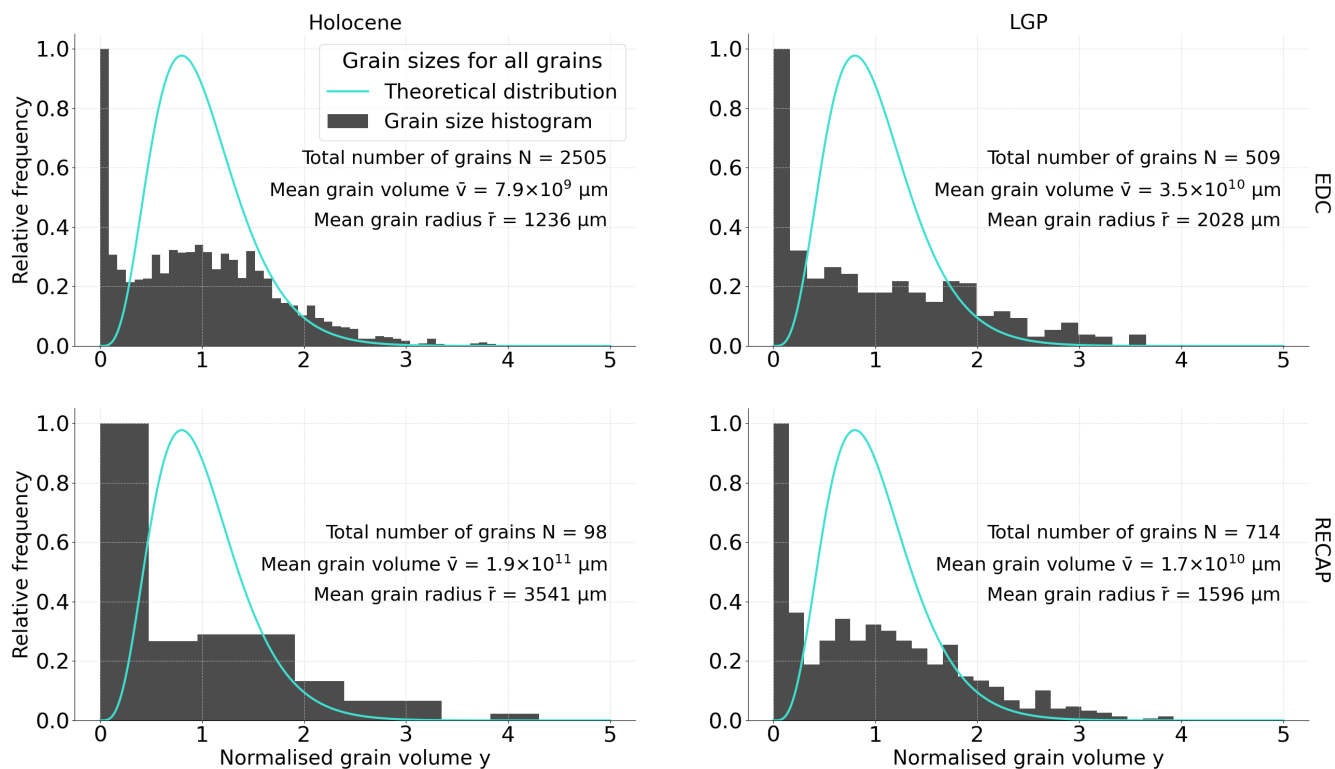 Holocene
LGP
Grain sizes for all grains
Theoretical distribution
Grain size histogram
Relative frequency
1.0
0.8
0.6
0.4
0.2
0.0
Total number of grains N = 2505
Mean grain volume v̄ = 7.9×10⁹ µm
Mean grain radius r̄ = 1236 µm
0 1 2 3 4 5
1.0
0.8
0.6
0.4
0.2
0.0
Total number of grains N = 509
Mean grain volume v̄ = 3.5×10¹⁰ µm
Mean grain radius r̄ = 2028 µm
0 1 2 3 4 5
EDC
Relative frequency
1.0
0.8
0.6
0.4
0.2
0.0
Total number of grains N = 98
Mean grain volume v̄ = 1.9×10¹¹ µm
Mean grain radius r̄ = 3541 µm
0 1 2 3 4 5
Normalised grain volume y
1.0
0.8
0.6
0.4
0.2
0.0
Total number of grains N = 714
Mean grain volume v̄ = 1.7×10¹⁰ µm
Mean grain radius r̄ = 1596 µm
0 1 2 3 4 5
Normalised grain volume y
RECAP